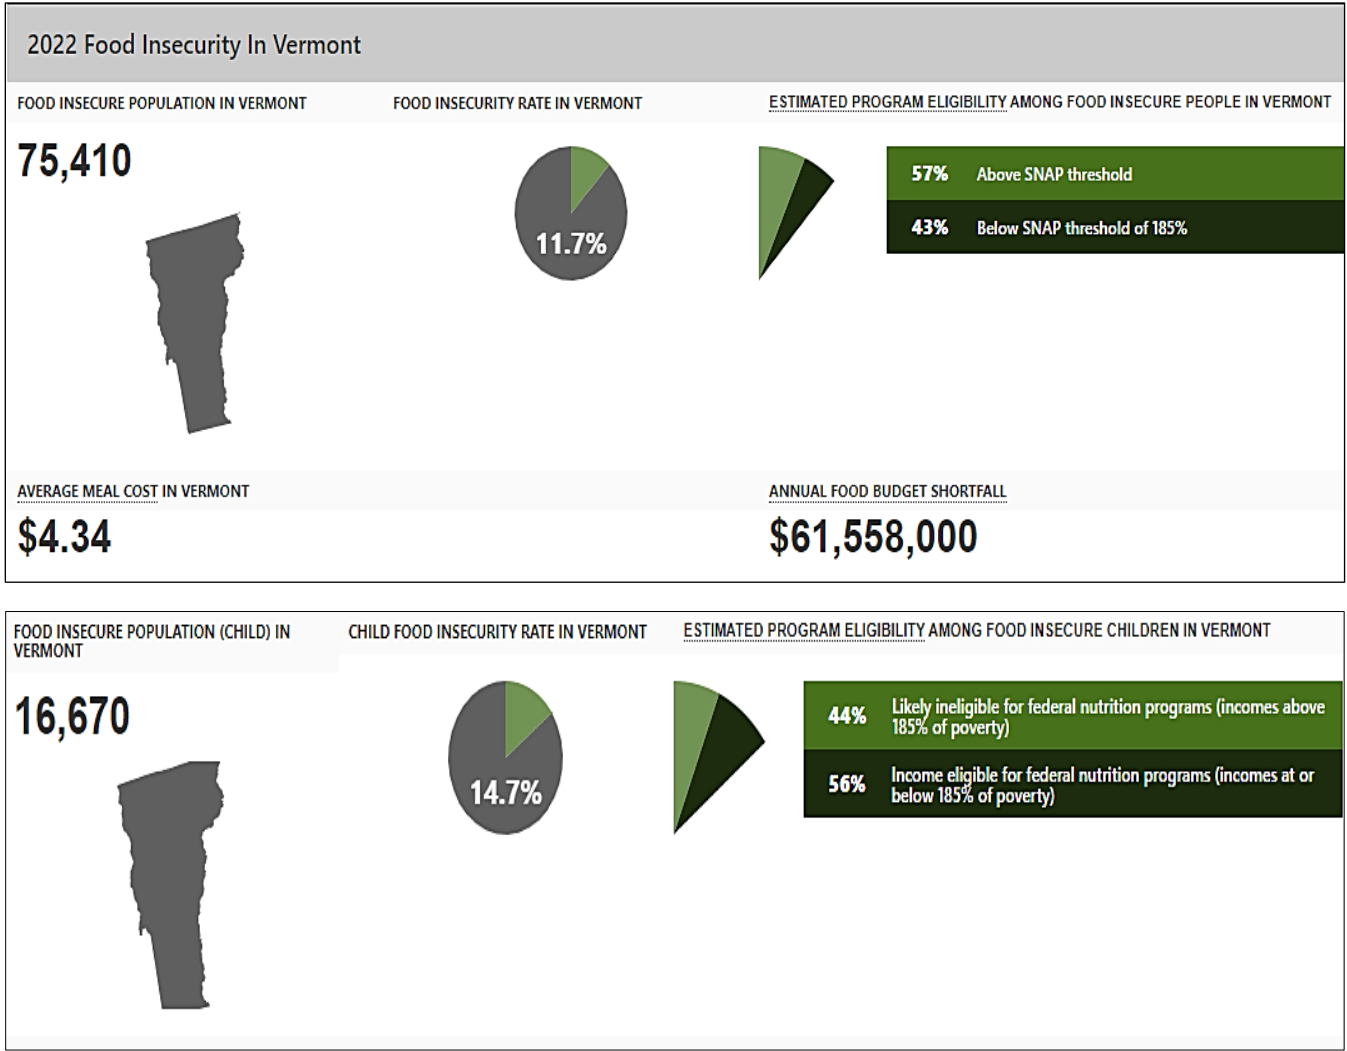 2022 Food Insecurity In Vermont
FOOD INSECURE POPULATION IN VERMONT
75,410
FOOD INSECURITY RATE IN VERMONT
11.7%
ESTIMATED PROGRAM ELIGIBILITY AMONG FOOD INSECURE PEOPLE IN VERMONT
57% Above SNAP threshold
43% Below SNAP threshold of 185%
AVERAGE MEAL COST IN VERMONT
$4.34
ANNUAL FOOD BUDGET SHORTFALL
$61,558,000
FOOD INSECURE POPULATION (CHILD) IN
VERMONT
16,670
CHILD FOOD INSECURITY RATE IN VERMONT
14.7%
ESTIMATED PROGRAM ELIGIBILITY AMONG FOOD INSECURE CHILDREN IN VERMONT
44% Likely ineligible for federal nutrition programs (incomes above
185% of poverty)
56% Income eligible for federal nutrition programs (incomes at or
below 185% of poverty)